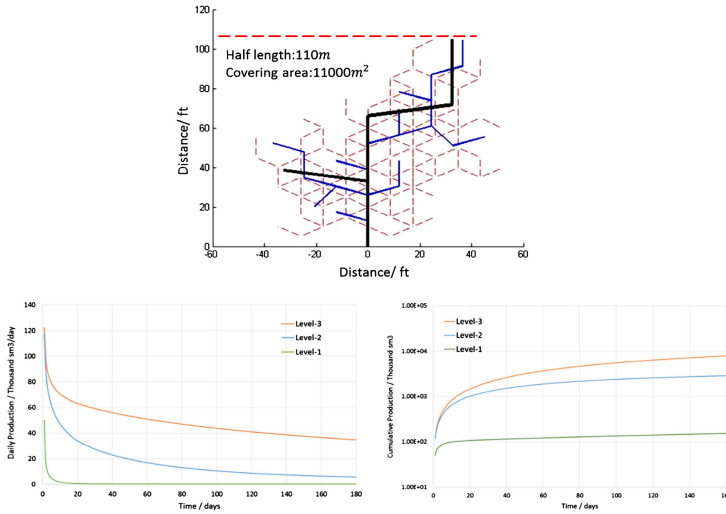 120
100
80
60
40
20
0
Distance/ ft
Half length:110m
Covering area:11000m²
-60
-40
-20
0
20
40
60
Distance/ ft
140
120
100
80
60
40
20
0
Daily Production / Thousand sm3/day
Level-3
Level-2
Level-1
0
20
40
60
80
100
120
140
160
180
Time / days
1.00E+05
1.00E+04
1.00E+03
1.00E+02
1.00E+01
Cumulative Production / Thousand sm3
Level-3
Level-2
Level-1
0
20
40
60
80
100
120
140
160
Time / days